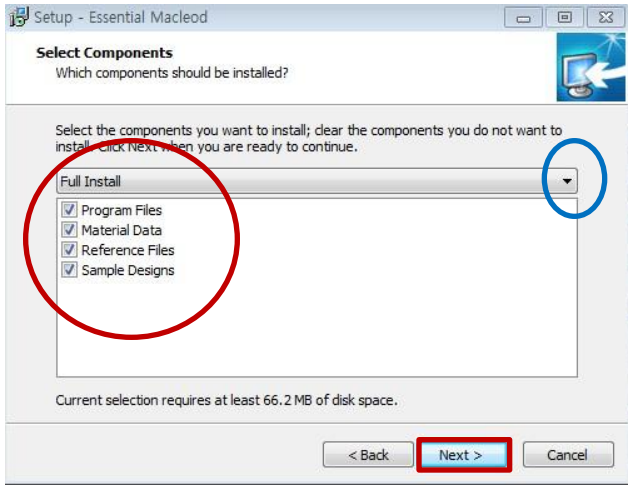 Setup - Essential Macleod
Select Components
Which components should be installed?
Select the components you want to install; clear the components you do not want to
install. Click Next when you are ready to continue.
Full Install
Program Files
Material Data
Reference Files
Sample Designs
Current selection requires at least 66.2 MB of disk space.
< Back
Next >
Cancel